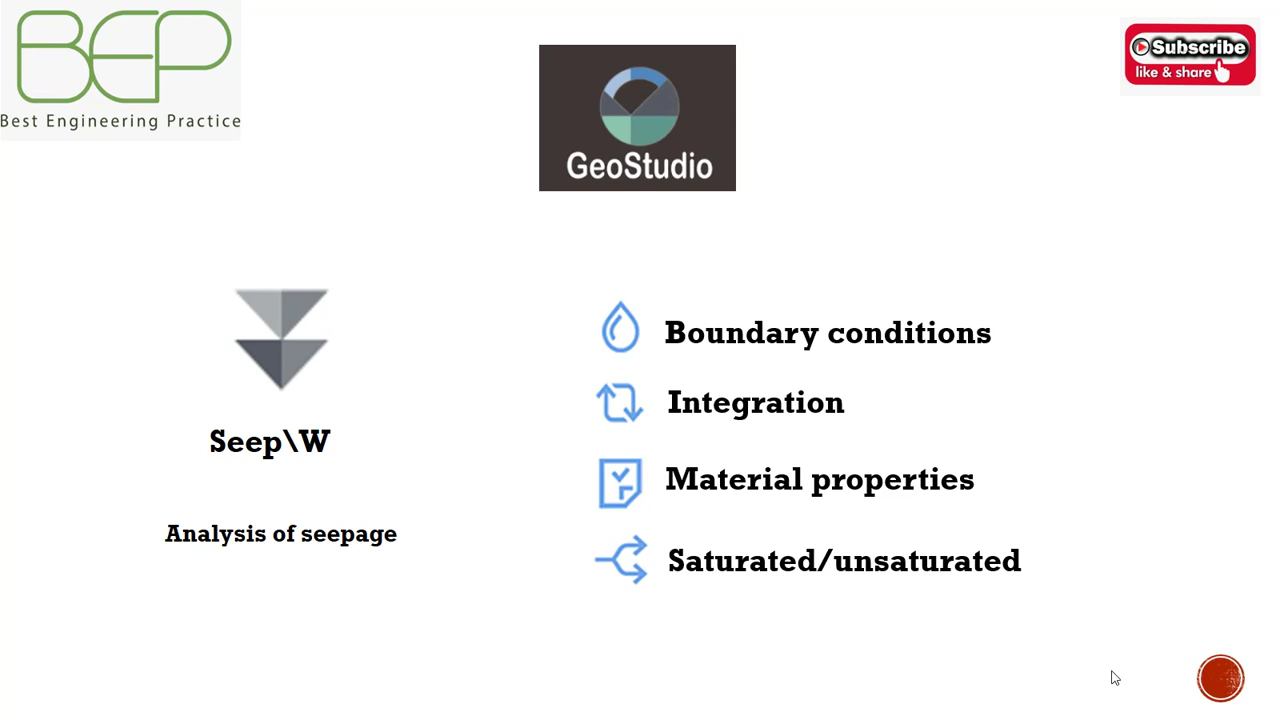 BEP
Best Engineering Practice
GeoStudio
Subscribe
like & share
Seep\W
Analysis of seepage
Boundary conditions
Integration
Material properties
Saturated/unsaturated